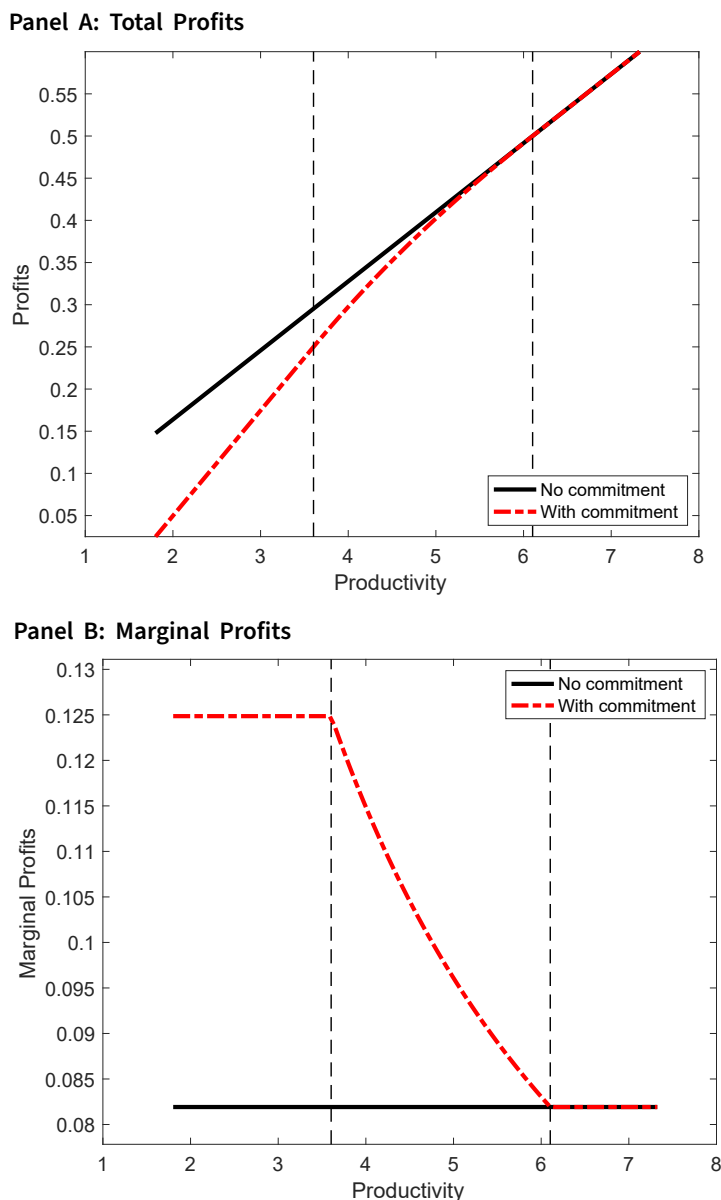 Panel A: Total Profits
0.55
0.5
0.45
0.4
0.35
0.3
0.25
0.2
0.15
0.1
0.05
Profits
No commitment
With commitment
1 2 3 4 5 6 7 8
Productivity
Panel B: Marginal Profits
0.13
0.125
0.12
0.115
0.11
0.105
0.1
0.095
0.09
0.085
0.08
Marginal Profits
No commitment
With commitment
1 2 3 4 5 6 7 8
Productivity